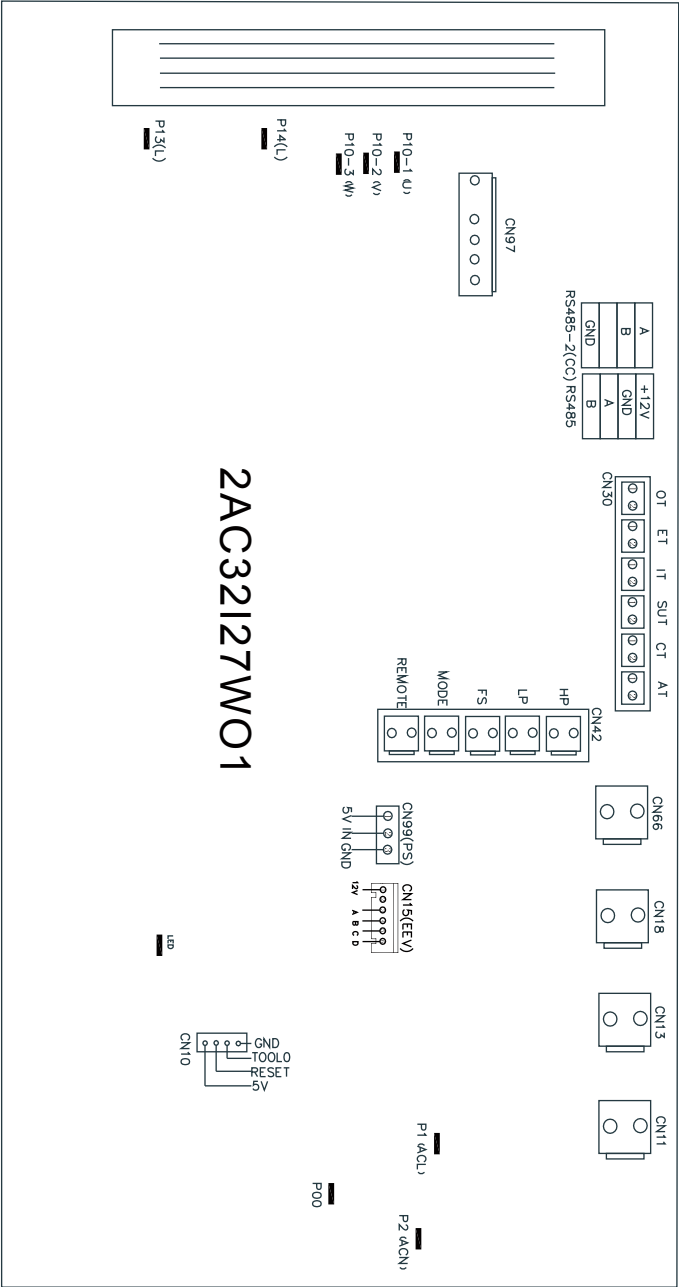 OT
ET
IT
SUT
CT
AT
CN66
CN18
CN13
CN11
A
B
GND
RS485-2(CC)
+12V
GND
A
B
RS485
CN30
CN42
HP
LP
FS
MODE
REMOTE
CN97
P10-1 (U)
P10-2 (V)
P10-3 (W)
P14(L)
P13(L)
CN99(PS)
5V IN GND
CN15(EEV)
12V A B C D
P1 (ACL)
P2 (ACN)
P00
2AC32I27WO1
GND
TOOL0
RESET
5V
CN10
LED